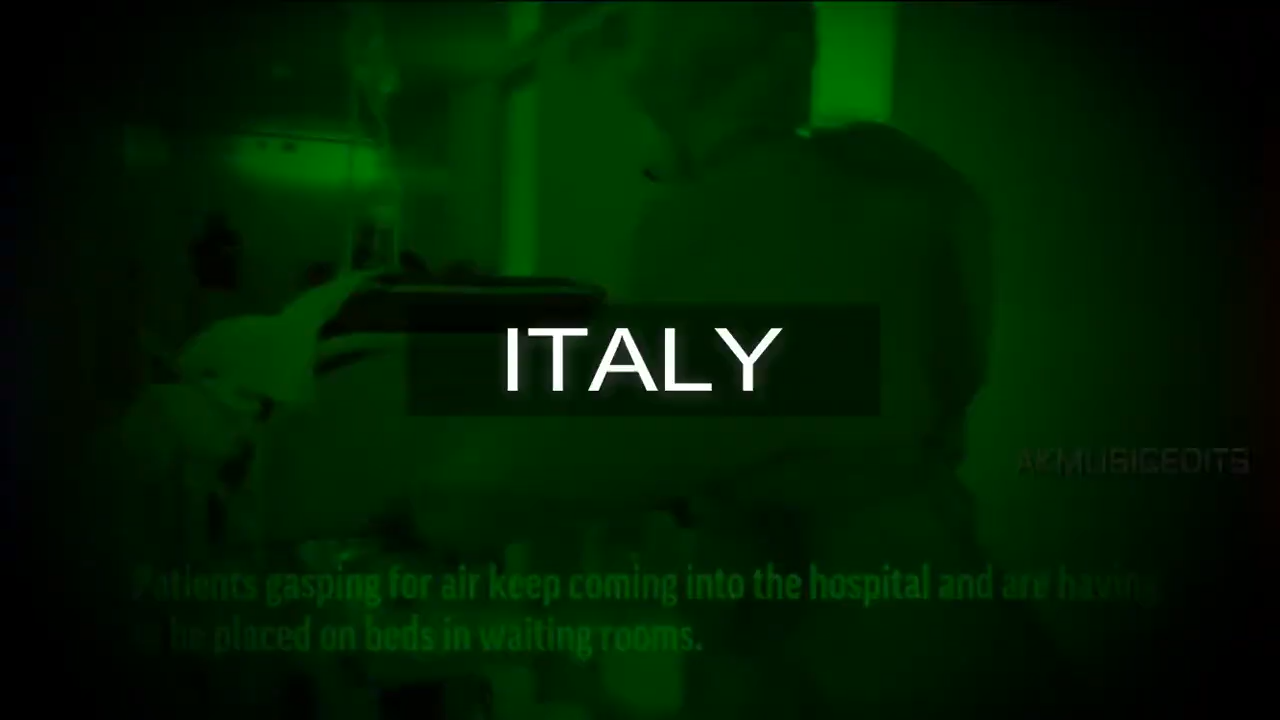 ITALY
AKMUSICEDITS
Patients gasping for air keep coming into the hospital and are having
to be placed on beds in waiting rooms.